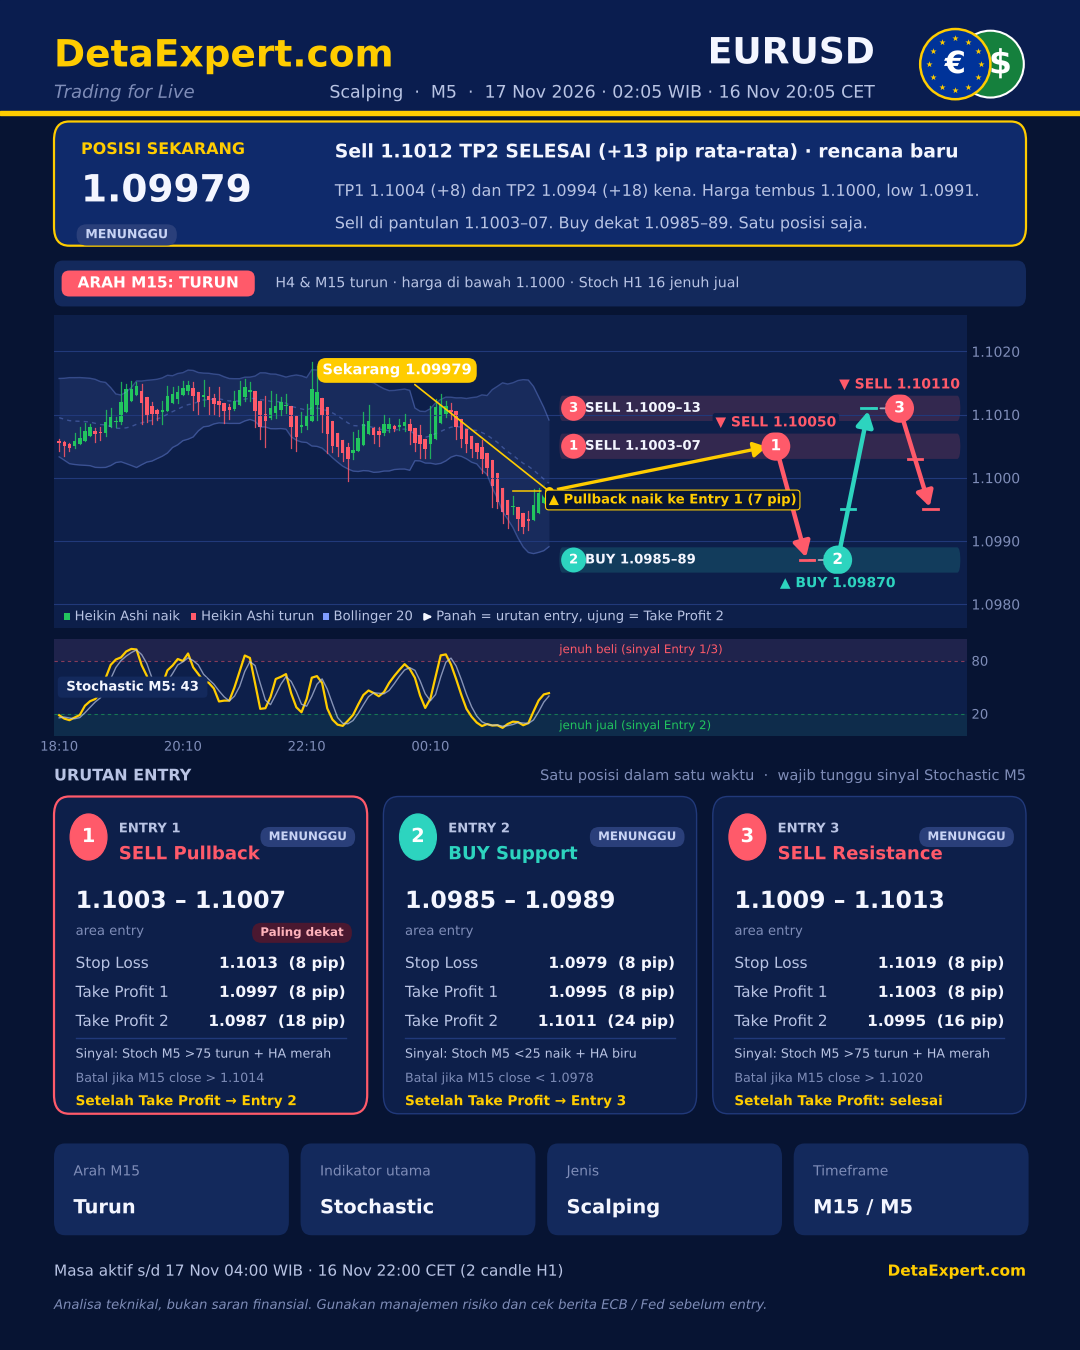 DetaExpert.com
EURUSD
€ $
Trading for Live
Scalping · M5 · 17 Nov 2026 · 02:05 WIB · 16 Nov 20:05 CET
POSISI SEKARANG
1.09979
MENUNGGU
Sell 1.1012 TP2 SELESAI (+13 pip rata-rata) · rencana baru
TP1 1.1004 (+8) dan TP2 1.0994 (+18) kena. Harga tembus 1.1000, low 1.0991.
Sell di pantulan 1.1003–07. Buy dekat 1.0985–89. Satu posisi saja.
ARAH M15: TURUN
H4 & M15 turun · harga di bawah 1.1000 · Stoch H1 16 jenuh jual
1.1020
Sekarang 1.09979
▼ SELL 1.10110
3 SELL 1.1009–13
3
1.1010
▼ SELL 1.10050
1 SELL 1.1003–07
1
1.1000
▲ Pullback naik ke Entry 1 (7 pip)
1.0990
2 BUY 1.0985–89
2
▲ BUY 1.09870
1.0980
Heikin Ashi naik Heikin Ashi turun Bollinger 20 Panah = urutan entry, ujung = Take Profit 2
jenuh beli (sinyal Entry 1/3)
80
Stochastic M5: 43
20
jenuh jual (sinyal Entry 2)
18:10 20:10 22:10 00:10
URUTAN ENTRY
Satu posisi dalam satu waktu · wajib tunggu sinyal Stochastic M5
1
ENTRY 1
MENUNGGU
SELL Pullback
1.1003 – 1.1007
area entry
Paling dekat
Stop Loss 1.1013 (8 pip)
Take Profit 1 1.0997 (8 pip)
Take Profit 2 1.0987 (18 pip)
Sinyal: Stoch M5 >75 turun + HA merah
Batal jika M15 close > 1.1014
Setelah Take Profit → Entry 2
2
ENTRY 2
MENUNGGU
BUY Support
1.0985 – 1.0989
area entry
Stop Loss 1.0979 (8 pip)
Take Profit 1 1.0995 (8 pip)
Take Profit 2 1.1011 (24 pip)
Sinyal: Stoch M5 <25 naik + HA biru
Batal jika M15 close < 1.0978
Setelah Take Profit → Entry 3
3
ENTRY 3
MENUNGGU
SELL Resistance
1.1009 – 1.1013
area entry
Stop Loss 1.1019 (8 pip)
Take Profit 1 1.1003 (8 pip)
Take Profit 2 1.0995 (16 pip)
Sinyal: Stoch M5 >75 turun + HA merah
Batal jika M15 close > 1.1020
Setelah Take Profit: selesai
Arah M15
Turun
Indikator utama
Stochastic
Jenis
Scalping
Timeframe
M15 / M5
Masa aktif s/d 17 Nov 04:00 WIB · 16 Nov 22:00 CET (2 candle H1)
DetaExpert.com
Analisa teknikal, bukan saran finansial. Gunakan manajemen risiko dan cek berita ECB / Fed sebelum entry.